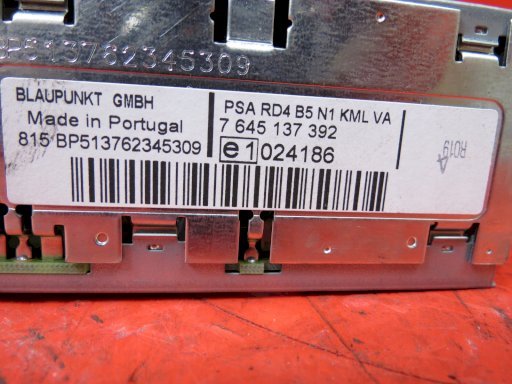 BP513762345309
BLAUPUNKT GMBH
Made in Portugal
815 BP513762345309
PSA RD4 B5 N1 KML VA
7 645 137 392
e1 024186
R019
A